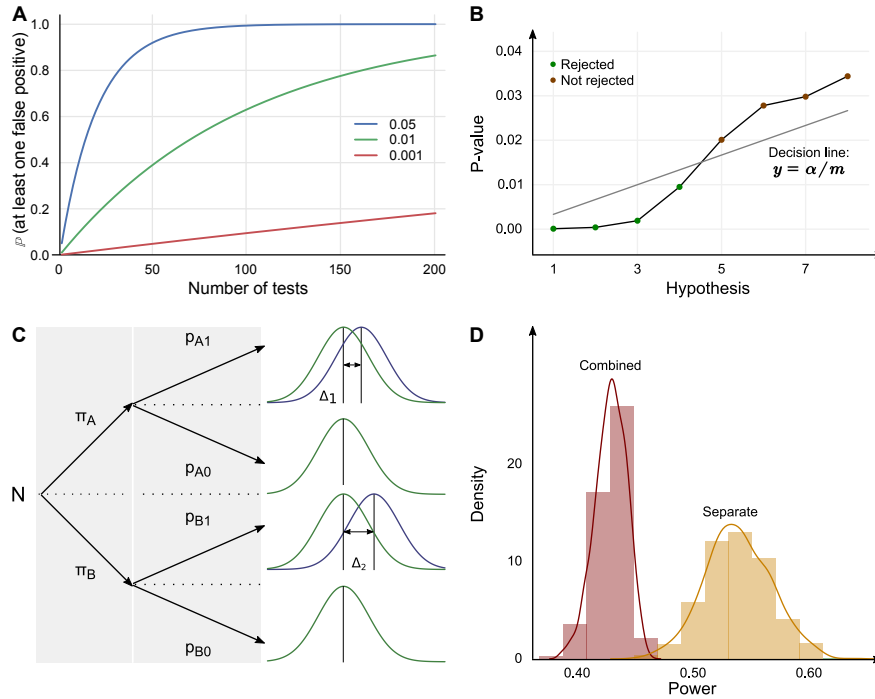 A
ℙ (at least one false positive)
1.0
0.8
0.6
0.4
0.2
0.0
0.05
0.01
0.001
0
50
100
150
200
Number of tests
B
P-value
0.04
0.03
0.02
0.01
0.00
Rejected
Not rejected
Decision line:
y = α/m
1
3
5
7
Hypothesis
C
N
π_A
π_B
p_A1
p_A0
p_B1
p_B0
Δ1
Δ₂
D
Density
20
10
0
Combined
Separate
0.40
0.50
0.60
Power